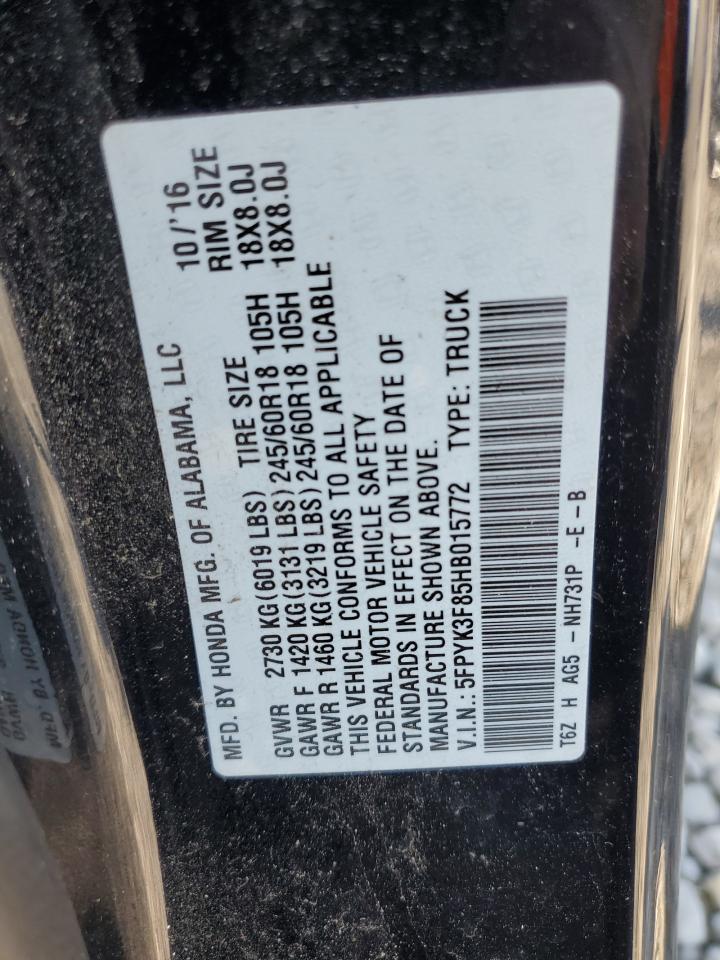 MFD. BY HONDA MFG. OF ALABAMA, LLC 10/'16
GVWR 2730 KG(6019 LBS) TIRE SIZE RIM SIZE
GAWR F 1420 KG(3131 LBS)245/60R18 105H 18X8.0J
GAWR R 1460 KG(3219 LBS)245/60R18 105H 18X8.0J
THIS VEHICLE CONFORMS TO ALL APPLICABLE
FEDERAL MOTOR VEHICLE SAFETY
STANDARDS IN EFFECT ON THE DATE OF
MANUFACTURE SHOWN ABOVE.
V.I.N.:5FPYK3F85HB015772 TYPE: TRUCK
T6Z H AG5 -NH731P -E -B